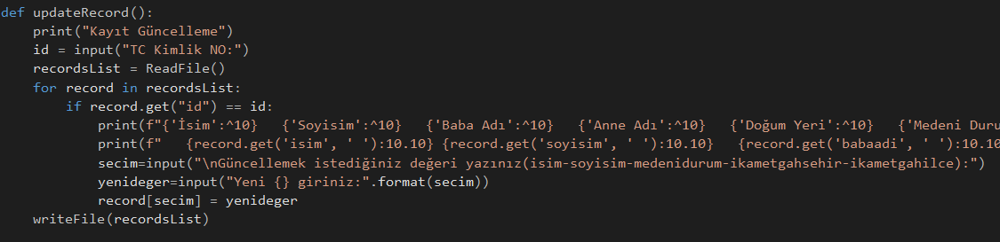 def updateRecord():
    print("Kayıt Güncelleme")
    id = input("TC Kimlik NO:")
    recordsList = ReadFile()
    for record in recordsList:
        if record.get("id") == id:
            print(f"{'İsim':^10}   {'Soyisim':^10}   {'Baba Adı':^10}   {'Anne Adı':^10}   {'Doğum Yeri':^10}   {'Medeni Duru
            print(f"   {record.get('isim', ' '):10.10} {record.get('soyisim', ' '):10.10}   {record.get('babaadi', ' '):10.10
            secim=input("\nGüncellemek istediğiniz değeri yazınız(isim-soyisim-medenidurum-ikametgahsehir-ikametgahilce):")
            yenideger=input("Yeni {} giriniz:".format(secim))
            record[secim] = yenideger
    writeFile(recordsList)